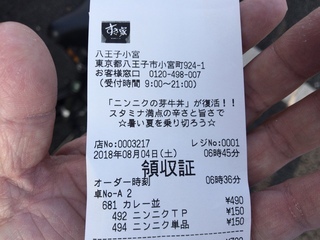 すき家
八王子小宮
東京都八王子市小宮町924-1
お客様窓口 0120-498-007
(受付時間 9:00~21:00)
「ニンニクの芽牛丼」が復活!!
スタミナ満点の辛さと旨さで
☆暑い夏を乗り切ろう☆
店No:0003217 レジNo:0001
2018年08月04日(土) 06時45分
領収証
オーダー時刻 06時36分
卓No-A 2
681 カレー並 ¥490
492 ニンニクTP ¥150
494 ニンニク単品 ¥150